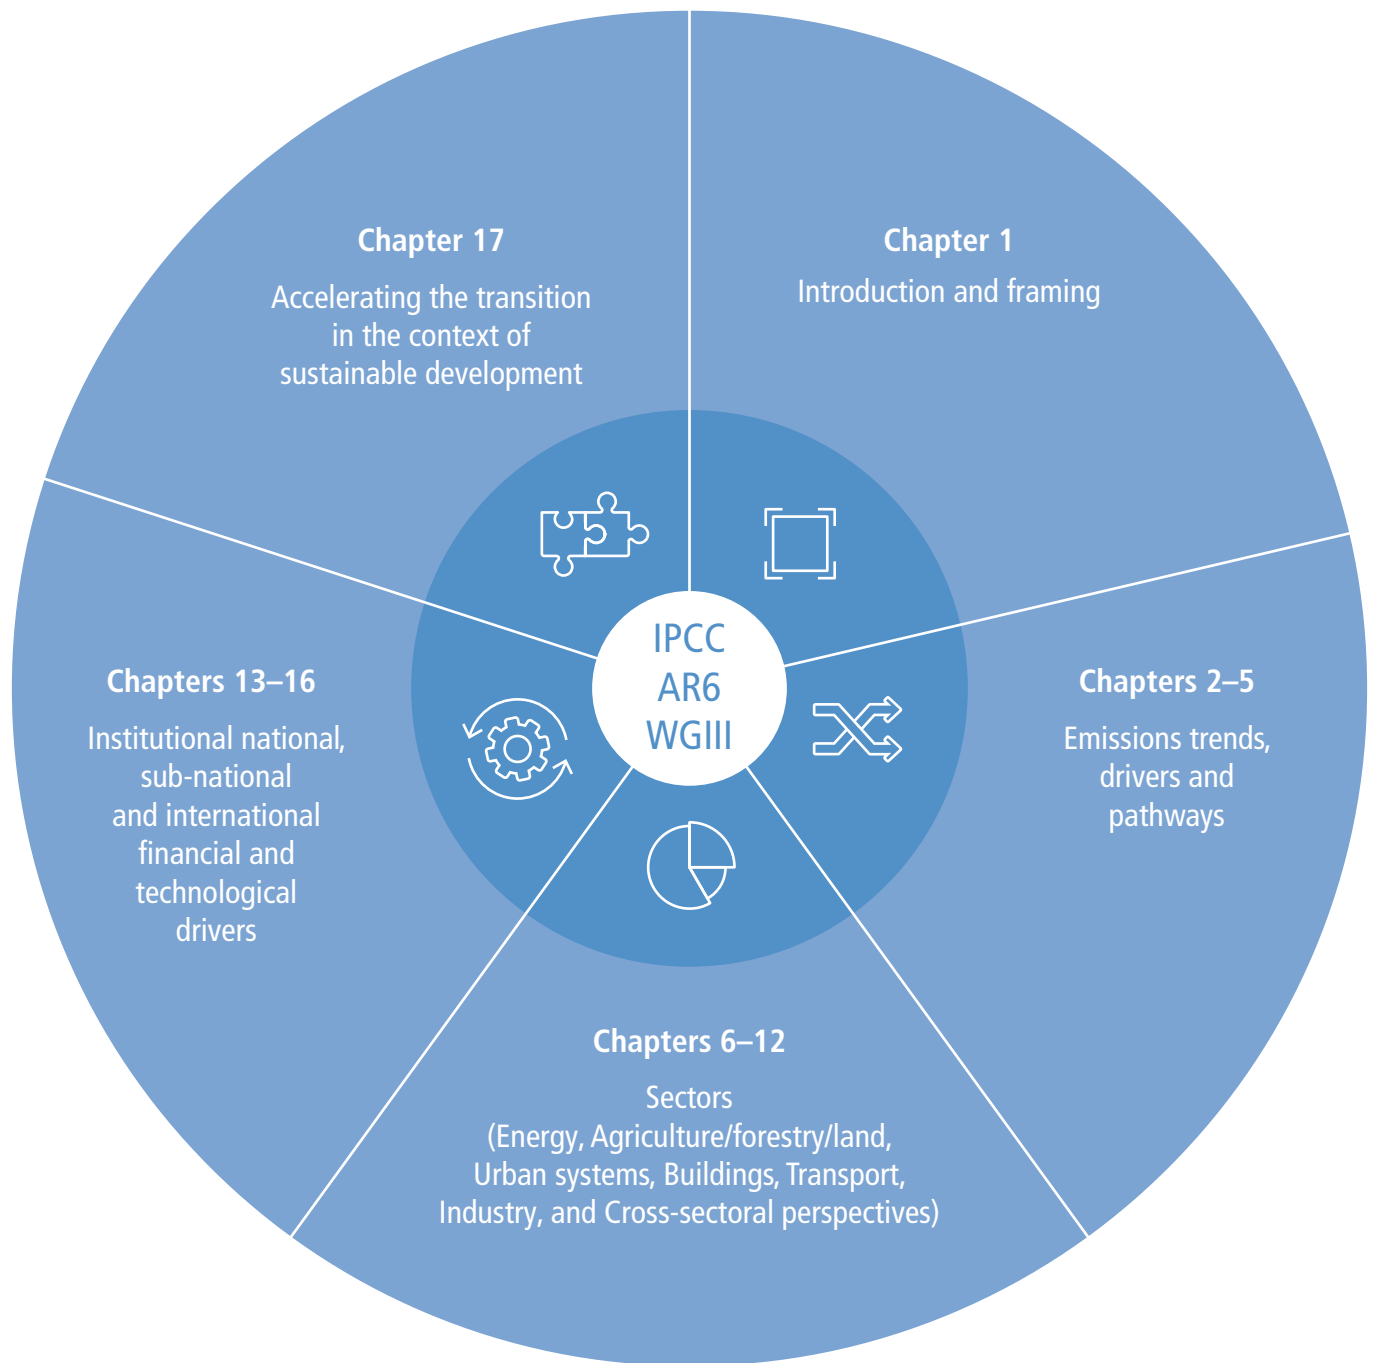 Chapter 17
Accelerating the transition
in the context of
sustainable development
Chapter 1
Introduction and framing
IPCC
AR6
WGIII
Chapters 13–16
Institutional national,
sub-national
and international
financial and
technological
drivers
Chapters 2–5
Emissions trends,
drivers and
pathways
Chapters 6–12
Sectors
(Energy, Agriculture/forestry/land,
Urban systems, Buildings, Transport,
Industry, and Cross-sectoral perspectives)